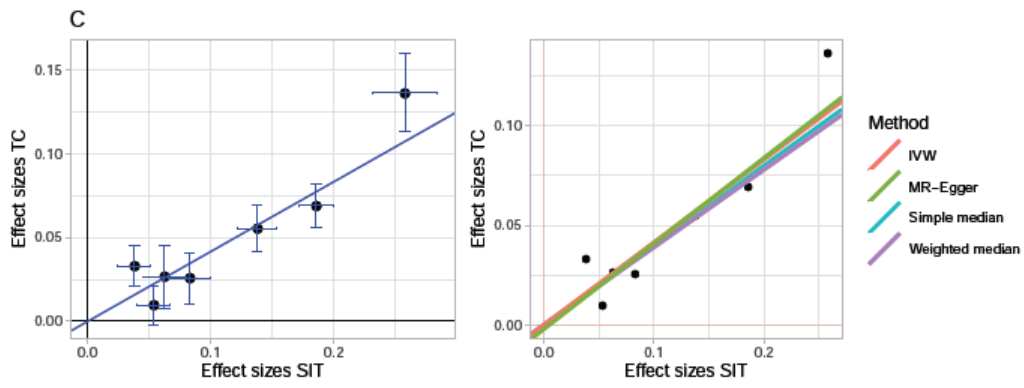 C
Effect sizes TC
0.15
0.10
0.05
0.00
0.0
0.1
0.2
Effect sizes SIT
Effect sizes TC
0.10
0.05
0.00
0.0
0.1
0.2
Effect sizes SIT
Method
IVW
MR-Egger
Simple median
Weighted median